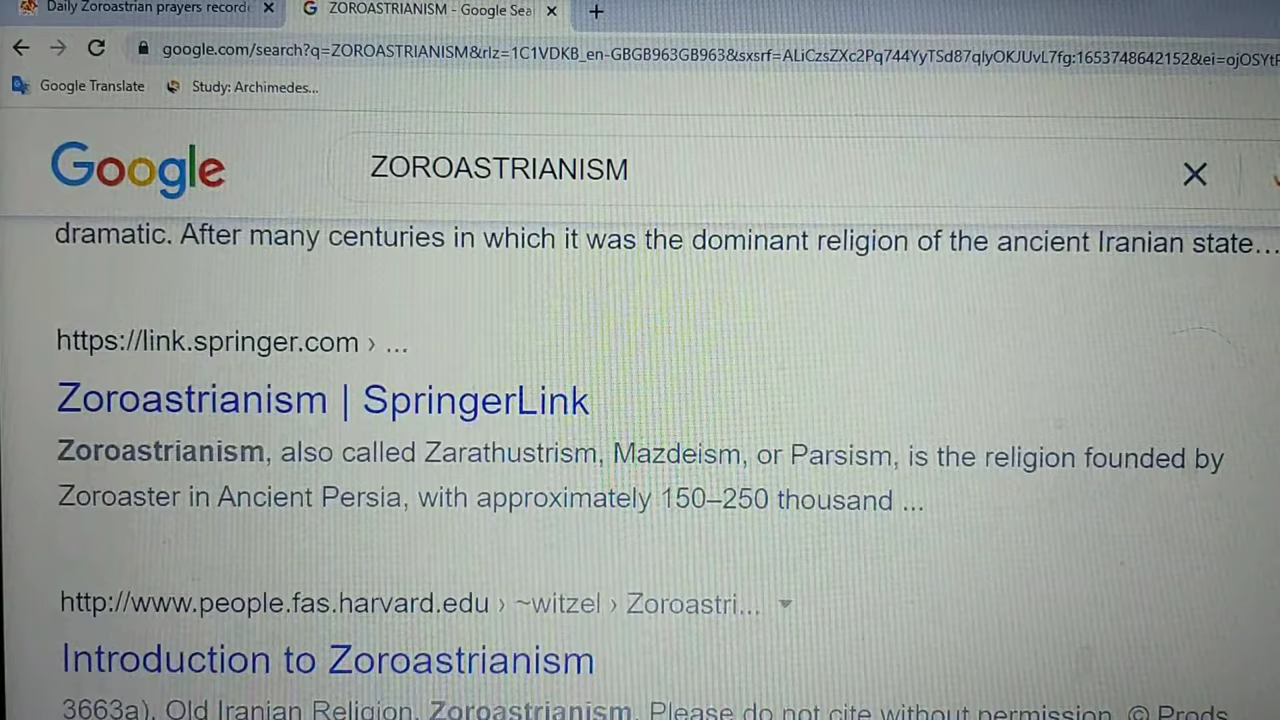 Daily Zoroastrian prayers record
ZOROASTRIANISM - Google Sea
google.com/search?q=ZOROASTRIANISM&rlz=1C1VDKB_en-GBGB963GB963&sxsrf=ALiCzsZXc2Pq744YyTSd87qlyOKJUvL7fg:1653748642152&ei=ojOSYtF
Google Translate
Study: Archimedes...
Google
ZOROASTRIANISM
dramatic. After many centuries in which it was the dominant religion of the ancient Iranian state...
https://link.springer.com › ...
Zoroastrianism | SpringerLink
Zoroastrianism, also called Zarathustrism, Mazdeism, or Parsism, is the religion founded by
Zoroaster in Ancient Persia, with approximately 150–250 thousand ...
http://www.people.fas.harvard.edu › ~witzel › Zoroastri...
Introduction to Zoroastrianism
3663a). Old Iranian Religion. Zoroastrianism. Please do not cite without permission. © Prods